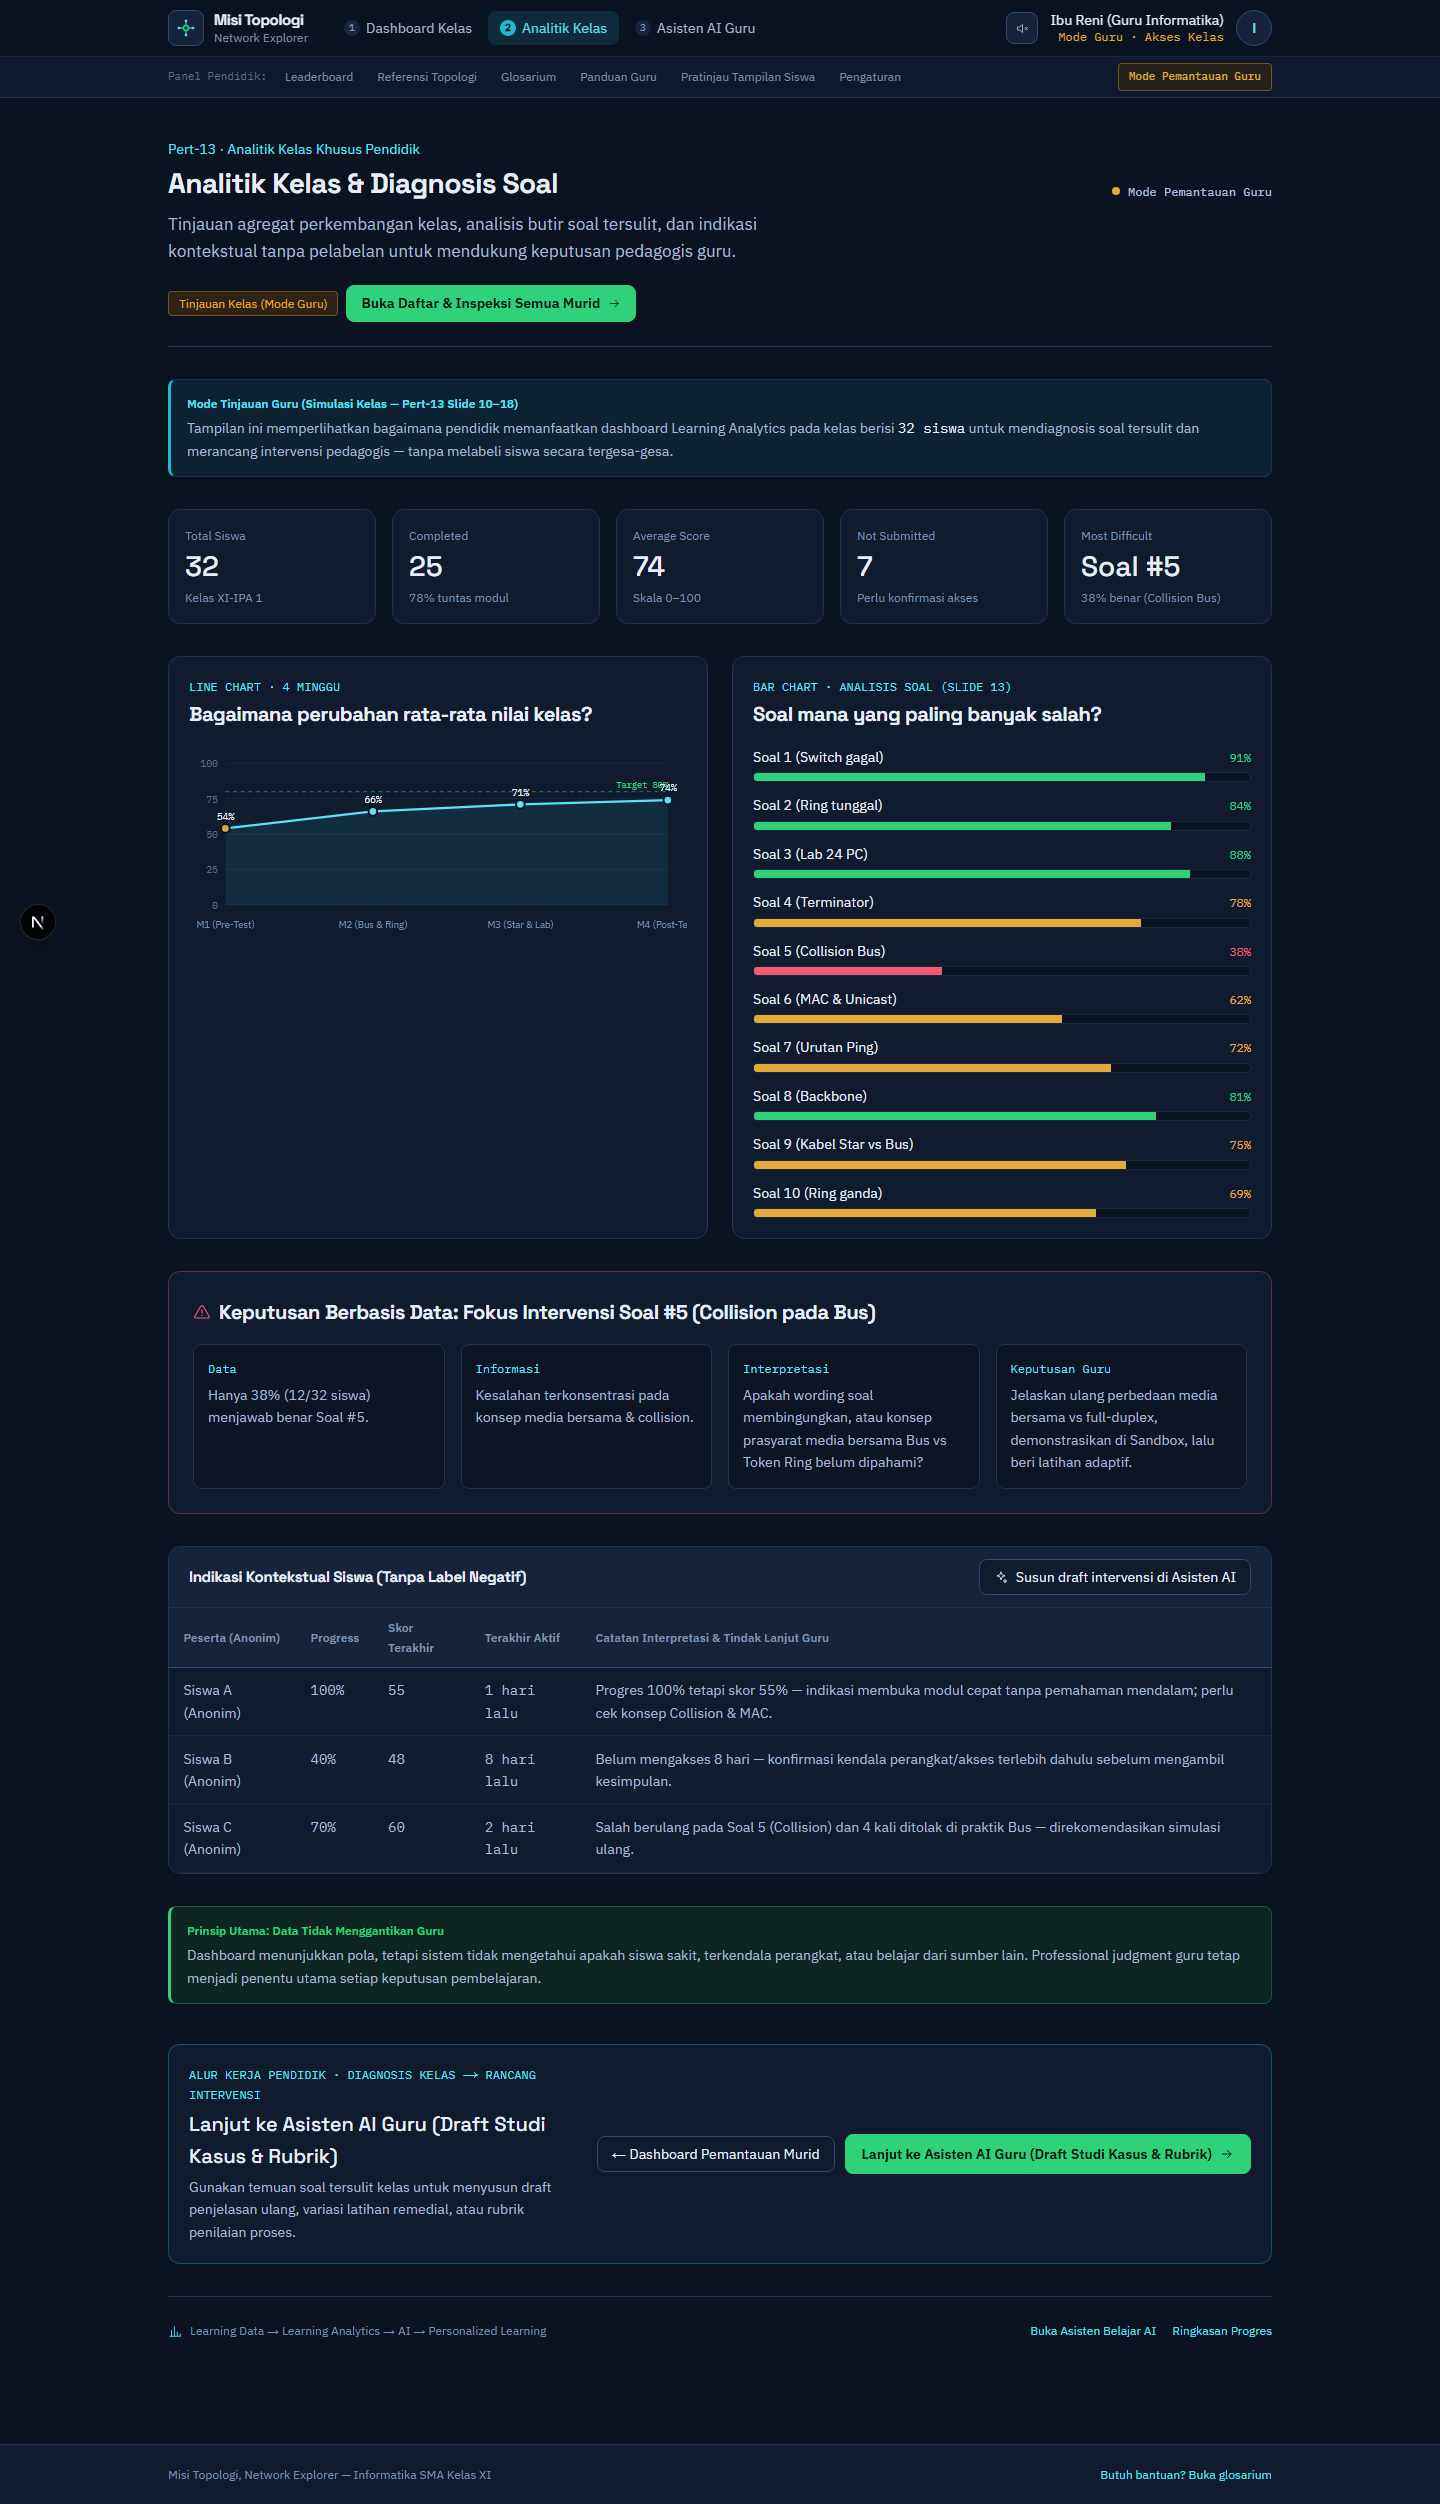 Misi Topologi
Network Explorer
1 Dashboard Kelas
2 Analitik Kelas
3 Asisten AI Guru
Ibu Reni (Guru Informatika)
Mode Guru · Akses Kelas
I
Panel Pendidik:
Leaderboard
Referensi Topologi
Glosarium
Panduan Guru
Pratinjau Tampilan Siswa
Pengaturan
Mode Pemantauan Guru
Pert-13 · Analitik Kelas Khusus Pendidik
Analitik Kelas & Diagnosis Soal
Mode Pemantauan Guru
Tinjauan agregat perkembangan kelas, analisis butir soal tersulit, dan indikasi
kontekstual tanpa pelabelan untuk mendukung keputusan pedagogis guru.
Tinjauan Kelas (Mode Guru)
Buka Daftar & Inspeksi Semua Murid →
Mode Tinjauan Guru (Simulasi Kelas — Pert-13 Slide 10–18)
Tampilan ini memperlihatkan bagaimana pendidik memanfaatkan dashboard Learning Analytics pada kelas berisi 32 siswa untuk mendiagnosis soal tersulit dan
merancang intervensi pedagogis — tanpa melabeli siswa secara tergesa-gesa.
Total Siswa
32
Kelas XI-IPA 1
Completed
25
78% tuntas modul
Average Score
74
Skala 0–100
Not Submitted
7
Perlu konfirmasi akses
Most Difficult
Soal #5
38% benar (Collision Bus)
LINE CHART · 4 MINGGU
Bagaimana perubahan rata-rata nilai kelas?
100
75
50
25
0
Target 80%
54%
66%
71%
74%
M1 (Pre-Test)
M2 (Bus & Ring)
M3 (Star & Lab)
M4 (Post-Te
BAR CHART · ANALISIS SOAL (SLIDE 13)
Soal mana yang paling banyak salah?
Soal 1 (Switch gagal) 91%
Soal 2 (Ring tunggal) 84%
Soal 3 (Lab 24 PC) 88%
Soal 4 (Terminator) 78%
Soal 5 (Collision Bus) 38%
Soal 6 (MAC & Unicast) 62%
Soal 7 (Urutan Ping) 72%
Soal 8 (Backbone) 81%
Soal 9 (Kabel Star vs Bus) 75%
Soal 10 (Ring ganda) 69%
N
Keputusan Berbasis Data: Fokus Intervensi Soal #5 (Collision pada Bus)
Data
Hanya 38% (12/32 siswa)
menjawab benar Soal #5.
Informasi
Kesalahan terkonsentrasi pada
konsep media bersama & collision.
Interpretasi
Apakah wording soal
membingungkan, atau konsep
prasyarat media bersama Bus vs
Token Ring belum dipahami?
Keputusan Guru
Jelaskan ulang perbedaan media
bersama vs full-duplex,
demonstrasikan di Sandbox, lalu
beri latihan adaptif.
Indikasi Kontekstual Siswa (Tanpa Label Negatif)
Susun draft intervensi di Asisten AI
Peserta (Anonim)
Progress
Skor
Terakhir
Terakhir Aktif
Catatan Interpretasi & Tindak Lanjut Guru
Siswa A
(Anonim)
100%
55
1 hari
lalu
Progres 100% tetapi skor 55% — indikasi membuka modul cepat tanpa pemahaman mendalam; perlu
cek konsep Collision & MAC.
Siswa B
(Anonim)
40%
48
8 hari
lalu
Belum mengakses 8 hari — konfirmasi kendala perangkat/akses terlebih dahulu sebelum mengambil
kesimpulan.
Siswa C
(Anonim)
70%
60
2 hari
lalu
Salah berulang pada Soal 5 (Collision) dan 4 kali ditolak di praktik Bus — direkomendasikan simulasi
ulang.
Prinsip Utama: Data Tidak Menggantikan Guru
Dashboard menunjukkan pola, tetapi sistem tidak mengetahui apakah siswa sakit, terkendala perangkat, atau belajar dari sumber lain. Professional judgment guru tetap
menjadi penentu utama setiap keputusan pembelajaran.
ALUR KERJA PENDIDIK · DIAGNOSIS KELAS → RANCANG
INTERVENSI
Lanjut ke Asisten AI Guru (Draft Studi
Kasus & Rubrik)
Gunakan temuan soal tersulit kelas untuk menyusun draft
penjelasan ulang, variasi latihan remedial, atau rubrik
penilaian proses.
← Dashboard Pemantauan Murid
Lanjut ke Asisten AI Guru (Draft Studi Kasus & Rubrik) →
Learning Data → Learning Analytics → AI → Personalized Learning
Buka Asisten Belajar AI
Ringkasan Progres
Misi Topologi, Network Explorer — Informatika SMA Kelas XI
Butuh bantuan? Buka glosarium